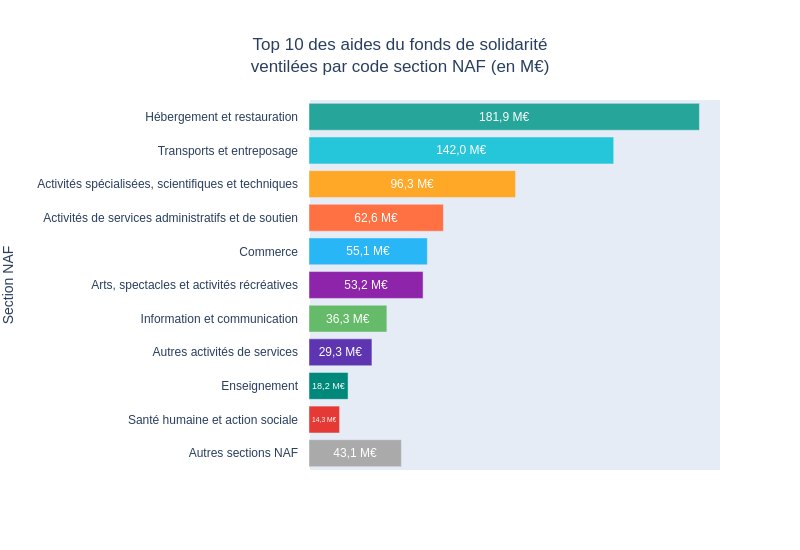 Top 10 des aides du fonds de solidarité
ventilées par code section NAF (en M€)
Section NAF
Hébergement et restauration 181,9 M€
Transports et entreposage 142,0 M€
Activités spécialisées, scientifiques et techniques 96,3 M€
Activités de services administratifs et de soutien 62,6 M€
Commerce 55,1 M€
Arts, spectacles et activités récréatives 53,2 M€
Information et communication 36,3 M€
Autres activités de services 29,3 M€
Enseignement 18,2 M€
Santé humaine et action sociale 14,3 M€
Autres sections NAF 43,1 M€